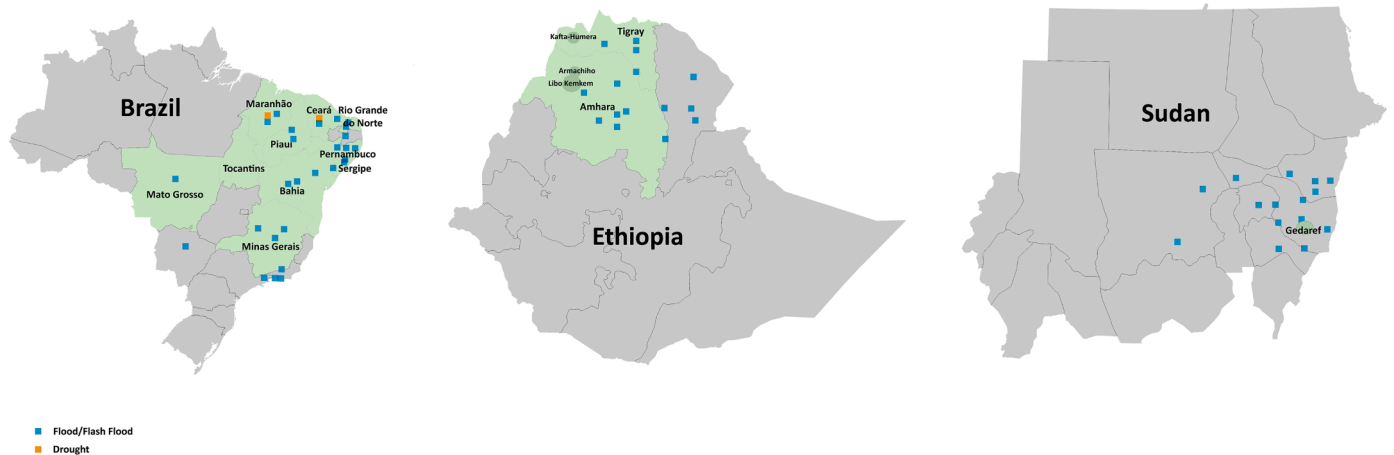 Brazil
Maranhão
Ceará
Rio Grande
do Norte
Piauí
Pernambuco
Tocantins
Sergipe
Mato Grosso
Bahia
Minas Gerais
Kafta-Humera
Tigray
Armachiho
Libo Kemkem
Amhara
Ethiopia
Sudan
Gedaref
Flood/Flash Flood
Drought